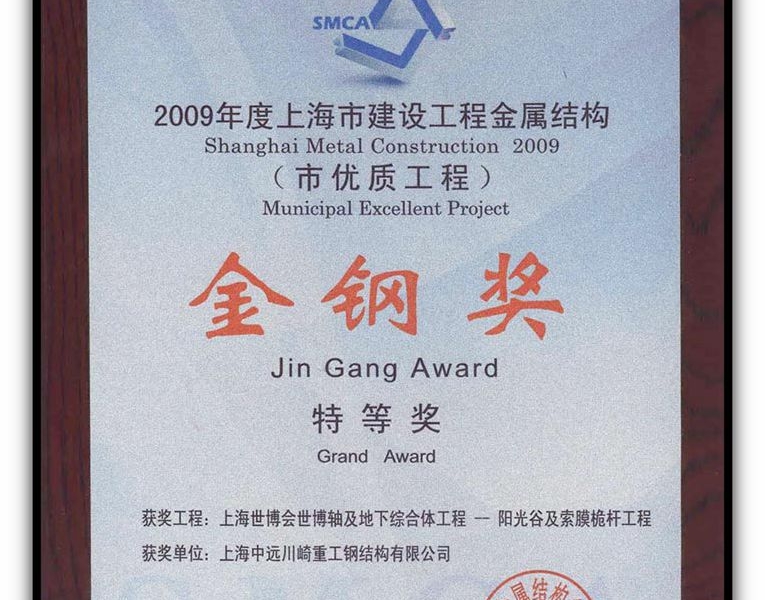 SMCA
2009年度上海市建设工程金属结构
Shanghai Metal Construction 2009
（市优质工程）
Municipal Excellent Project
金钢奖
Jin Gang Award
特等奖
Grand Award
获奖工程：上海世博会世博轴及地下综合体工程 -- 阳光谷及索膜桅杆工程
获奖单位：上海中远川崎重工钢结构有限公司
属结构